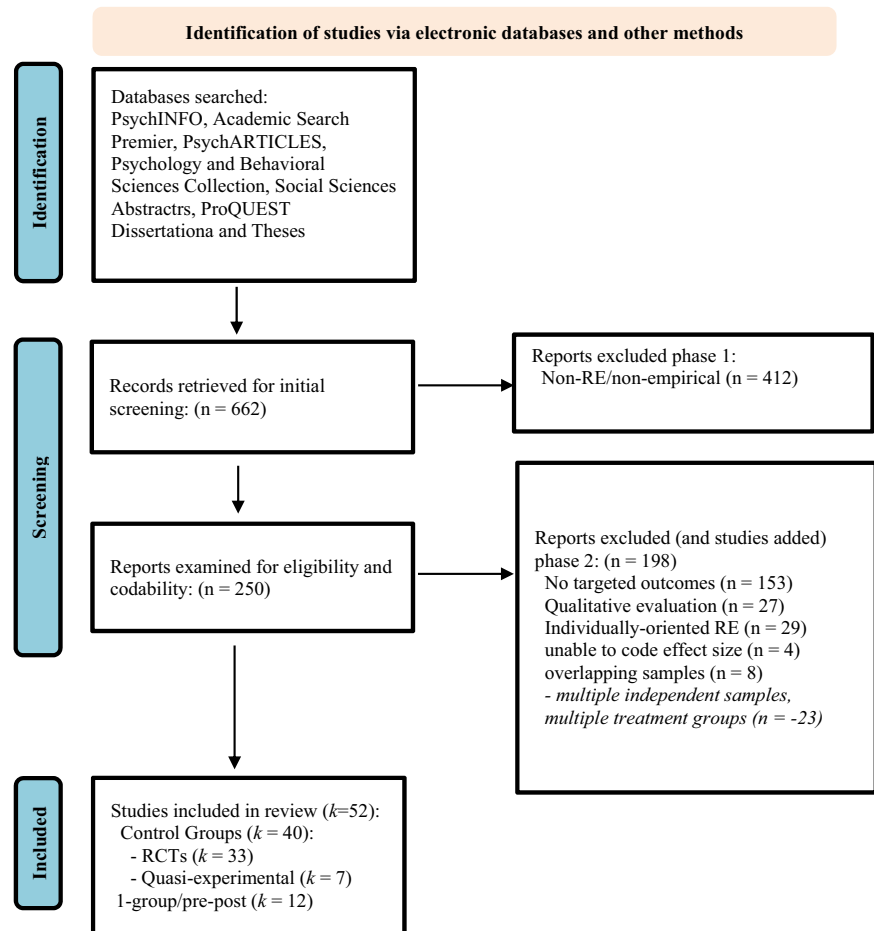 Identification of studies via electronic databases and other methods
Identification
Databases searched:
PsychINFO, Academic Search
Premier, PsychARTICLES,
Psychology and Behavioral
Sciences Collection, Social Sciences
Abstractrs, ProQUEST
Dissertationa and Theses
Screening
Records retrieved for initial
screening: (n = 662)
Reports excluded phase 1:
Non-RE/non-empirical (n = 412)
Reports examined for eligibility and
codability: (n = 250)
Reports excluded (and studies added)
phase 2: (n = 198)
No targeted outcomes (n = 153)
Qualitative evaluation (n = 27)
Individually-oriented RE (n = 29)
unable to code effect size (n = 4)
overlapping samples (n = 8)
- multiple independent samples,
multiple treatment groups (n = -23)
Included
Studies included in review (k=52):
Control Groups (k = 40):
- RCTs (k = 33)
- Quasi-experimental (k = 7)
1-group/pre-post (k = 12)